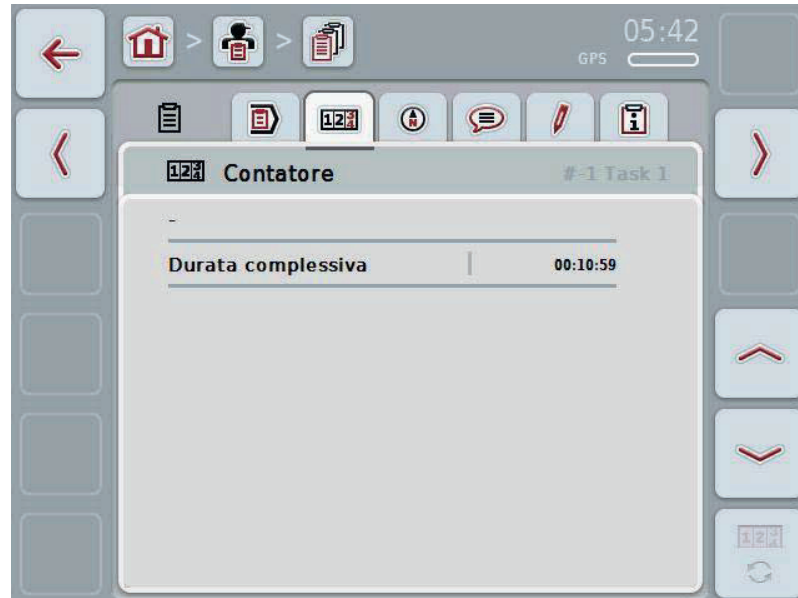 05:42
GPS
Contatore
#-1 Task 1
-
Durata complessiva
00:10:59